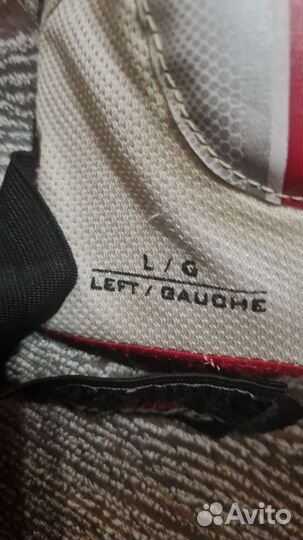 L / G
LEFT / GAUCHE
Avito